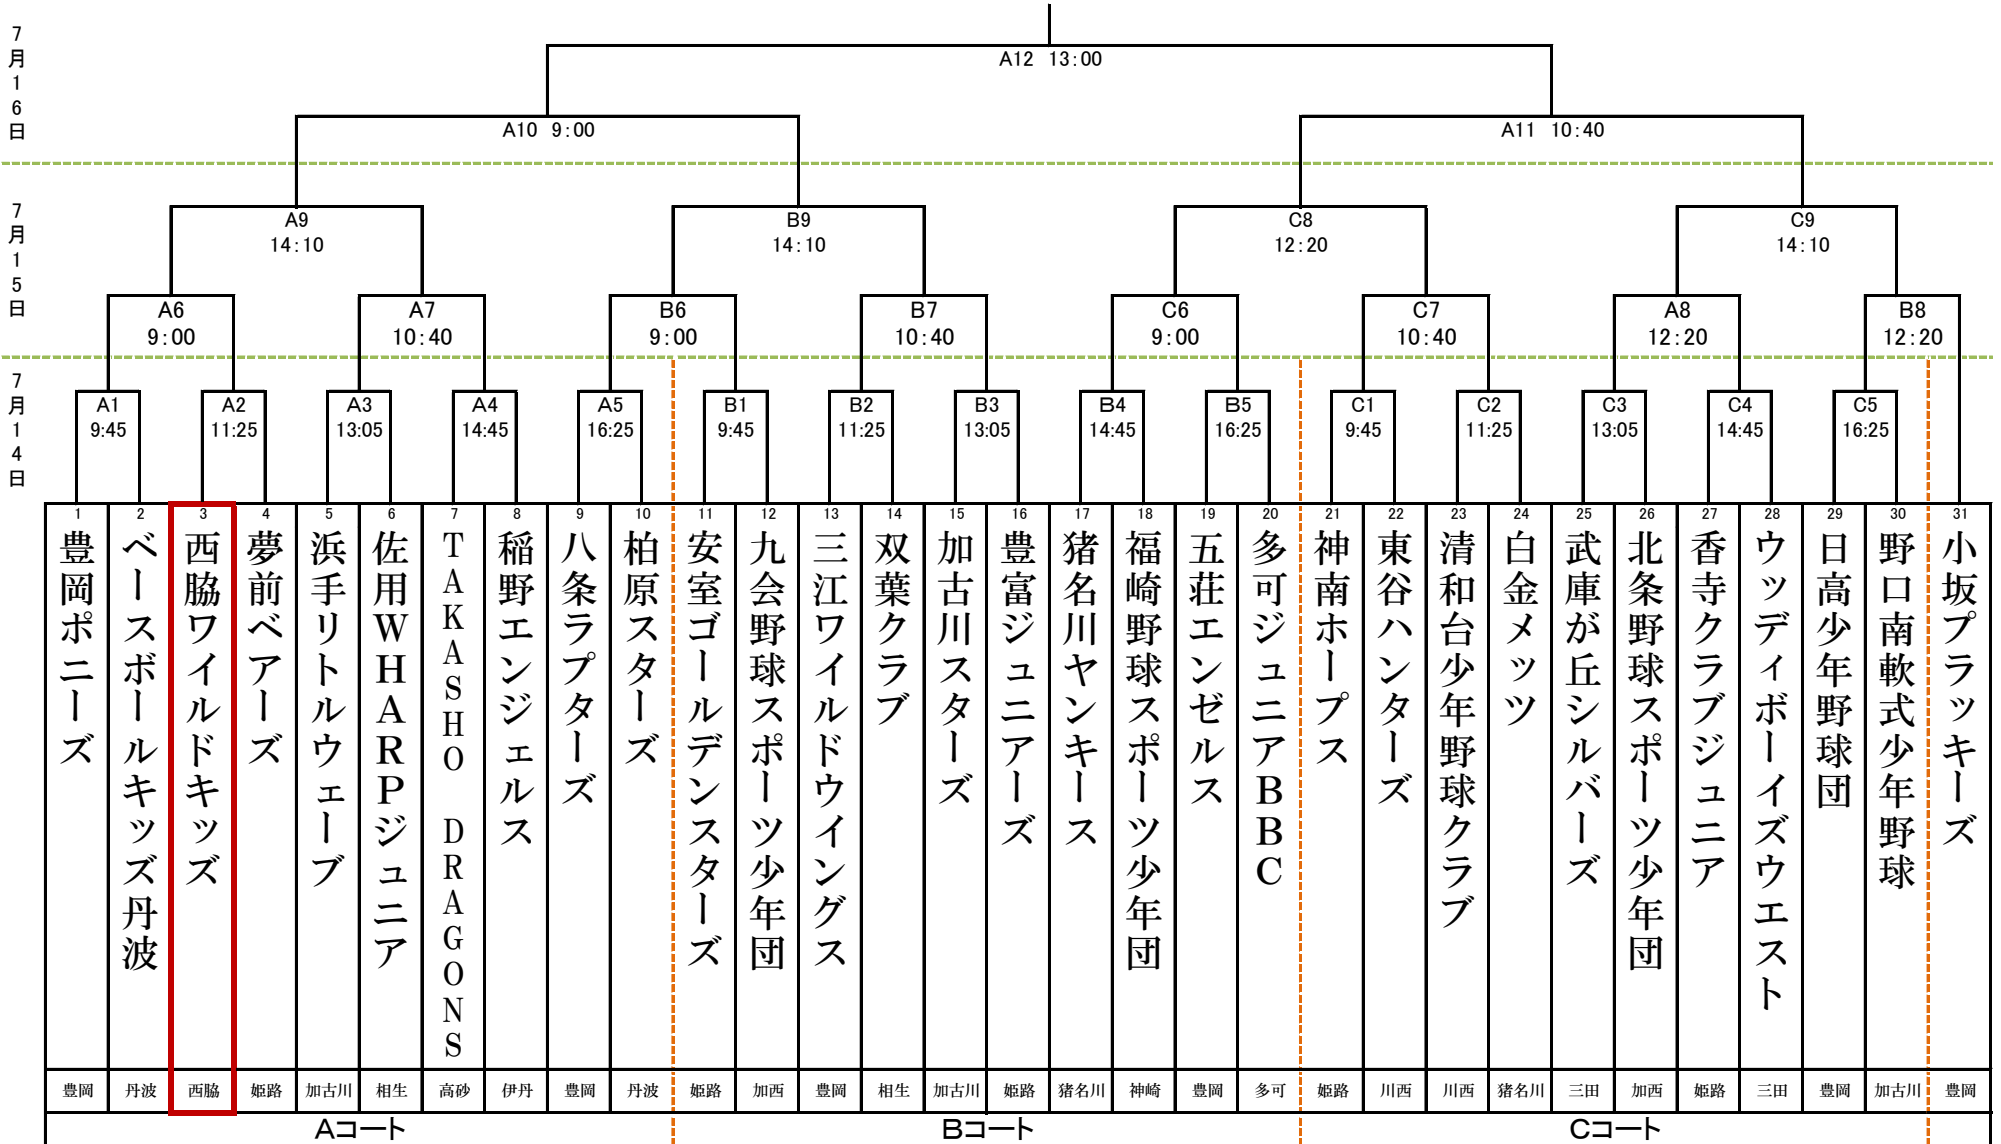 7月16日
A12 13:00
A10 9:00
A11 10:40
7月15日
A9
14:10
B9
14:10
C8
12:20
C9
14:10
A6
9:00
A7
10:40
B6
9:00
B7
10:40
C6
9:00
C7
10:40
A8
12:20
B8
12:20
7月14日
A1
9:45
A2
11:25
A3
13:05
A4
14:45
A5
16:25
B1
9:45
B2
11:25
B3
13:05
B4
14:45
B5
16:25
C1
9:45
C2
11:25
C3
13:05
C4
14:45
C5
16:25
1
豊岡ポニーズ
豊岡
2
ベースボールキッズ丹波
丹波
3
西脇ワイルドキッズ
西脇
4
夢前ベアーズ
姫路
5
浜手リトルウェーブ
加古川
6
佐用WHARPジュニア
相生
7
TAKASHO DRAGONS
高砂
8
稲野エンジェルス
伊丹
9
八条ラプターズ
豊岡
10
柏原スターズ
丹波
11
安室ゴールデンスターズ
姫路
12
九会野球スポーツ少年団
加西
13
三江ワイルドウイングス
豊岡
14
双葉クラブ
相生
15
加古川スターズ
加古川
16
豊富ジュニアーズ
姫路
17
猪名川ヤンキース
猪名川
18
福崎野球スポーツ少年団
神崎
19
五荘エンゼルス
豊岡
20
多可ジュニアBBC
多可
21
神南ホープス
姫路
22
東谷ハンターズ
川西
23
清和台少年野球クラブ
川西
24
白金メッツ
猪名川
25
武庫が丘シルバーズ
三田
26
北条野球スポーツ少年団
加西
27
香寺クラブジュニア
姫路
28
ウッディボーイズウエスト
三田
29
日高少年野球団
豊岡
30
野口南軟式少年野球
加古川
31
小坂プラッキーズ
豊岡
Aコート
Bコート
Cコート